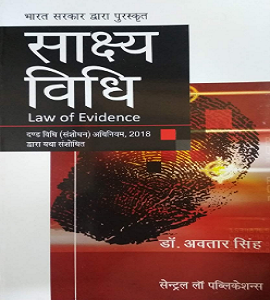 भारत सरकार द्वारा पुरस्कृत
साक्ष्य
विधि
Law of Evidence
दण्ड विधि (संशोधन) अधिनियम, 2018
द्वारा यथा संशोधित
डॉ. अवतार सिंह
सेन्ट्रल लॉ पब्लिकेशन्स